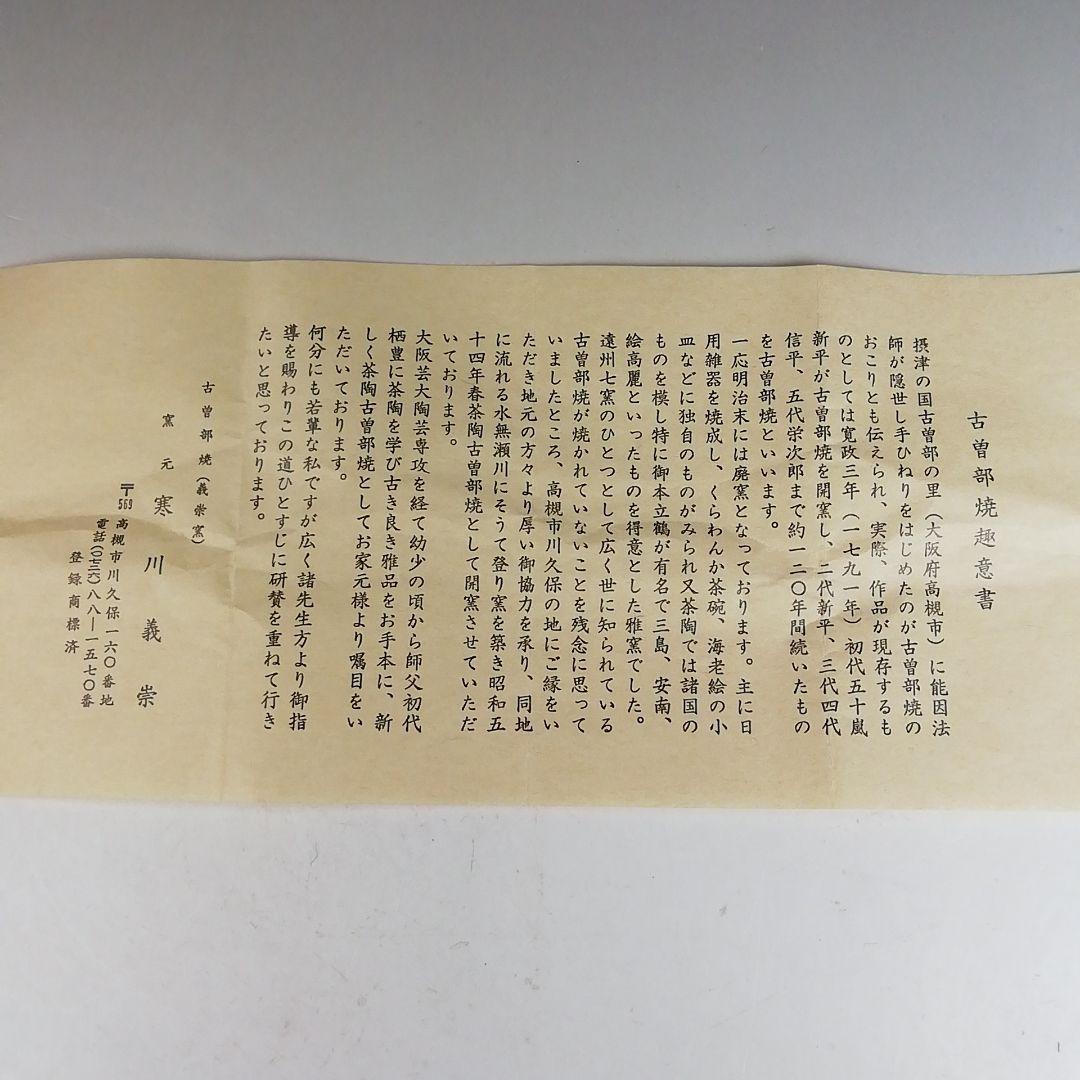 古曽部焼趣意書
摂津の国古曽部の里（大阪府高槻市）に能因法
師が隠世し手ひねりをはじめたのが古曽部焼の
おこりとも伝えられ、実際、作品が現存するも
のとしては寛政三年（一七九一年）初代五十嵐
新平が古曽部焼を開窯し、二代新平、三代四代
信平、五代栄次郎まで約一二〇年間続いたもの
を古曽部焼といいます。
一応明治末には廃窯となっております。主に日
用雑器を焼成し、くらわんか茶碗、海老絵の小
皿などに独自のものがみられ又茶陶では諸国の
ものを模し特に御本立鶴が有名で三島、安南、
絵高麗といったものを得意とした雅窯でした。
遠州七窯のひとつとして広く世に知られている
古曽部焼が焼かれていないことを残念に思って
いましたところ、高槻市川久保の地にご縁をい
ただき地元の方々より厚い御協力を承り、同地
に流れる水無瀬川にそうて登り窯を築き昭和五
十四年春茶陶古曽部焼として開窯させていただ
いております。
大阪芸大陶芸専攻を経て幼少の頃から師父初代
栖豊に茶陶を学び古き良き雅品をお手本に、新
しく茶陶古曽部焼としてお家元様より嘱目をい
ただいております。
何分にも若輩な私ですが広く諸先生方より御指
導を賜わりこの道ひとすじに研賛を重ねて行き
たいと思っております。
古曽部焼（義崇窯）
窯元 寒川義崇
〒569 高槻市川久保一六〇番地
電話（〇七二六）八八―一五七〇番
登録商標済